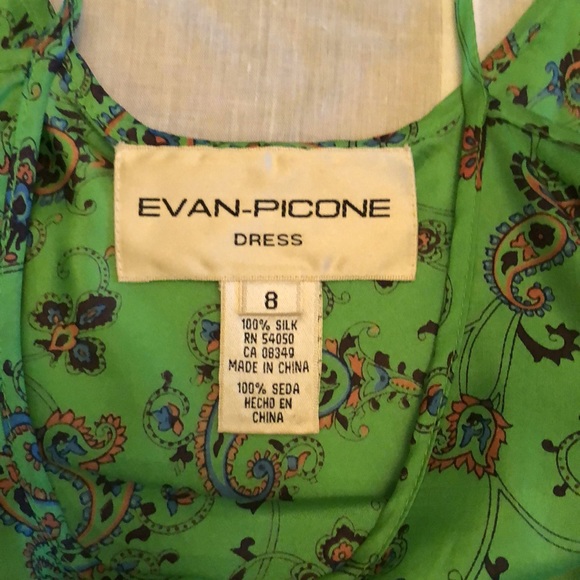 EVAN-PICONE
DRESS
8
100% SILK
RN 54050
CA 08349
MADE IN CHINA
100% SEDA
HECHO EN
CHINA